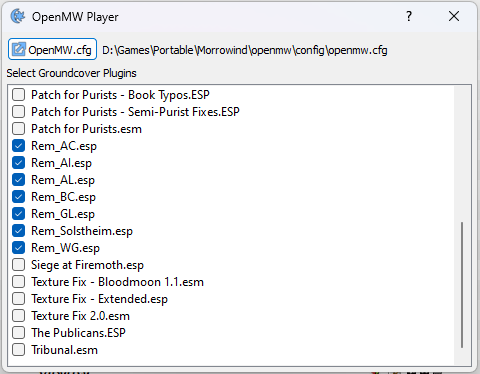 OpenMW Player
?
OpenMW.cfg D:\Games\Portable\Morrowind\openmw\config\openmw.cfg
Select Groundcover Plugins
Patch for Purists - Book Typos.ESP
Patch for Purists - Semi-Purist Fixes.ESP
Patch for Purists.esm
Rem_AC.esp
Rem_AI.esp
Rem_AL.esp
Rem_BC.esp
Rem_GL.esp
Rem_Solstheim.esp
Rem_WG.esp
Siege at Firemoth.esp
Texture Fix - Bloodmoon 1.1.esm
Texture Fix - Extended.esp
Texture Fix 2.0.esm
The Publicans.ESP
Tribunal.esm